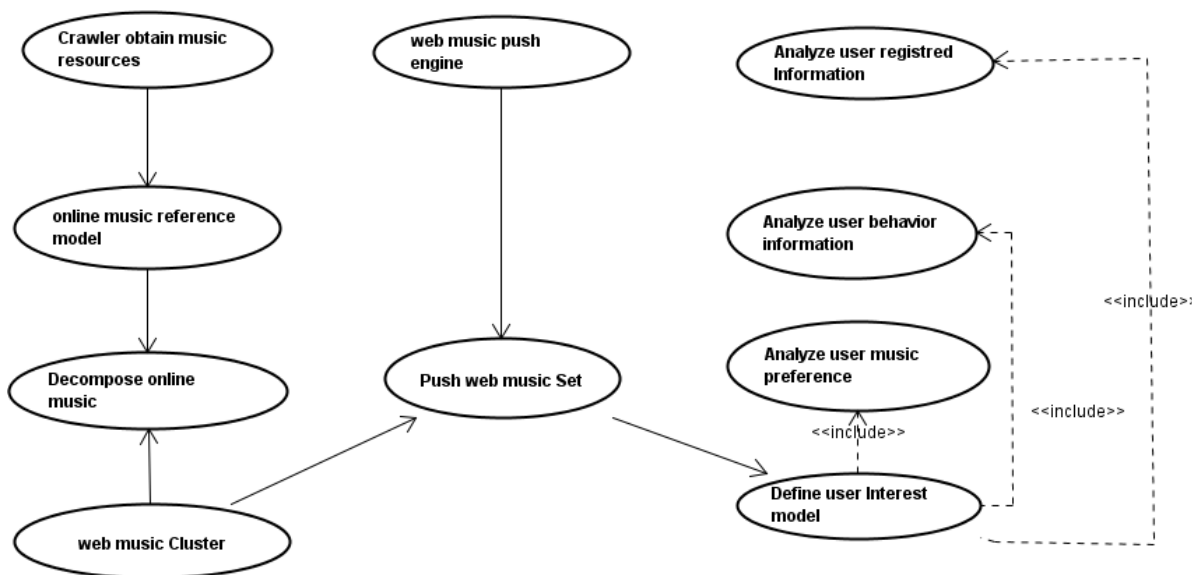 Crawler obtain music
resources
web music push
engine
Analyze user registred
Information
online music reference
model
Analyze user behavior
information
<<include>>
Decompose online
music
Push web music Set
Analyze user music
preference
<<include>>
<<include>>
web music Cluster
Define user Interest
model